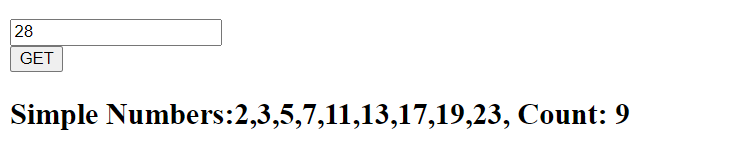 28
GET
Simple Numbers:2,3,5,7,11,13,17,19,23, Count: 9